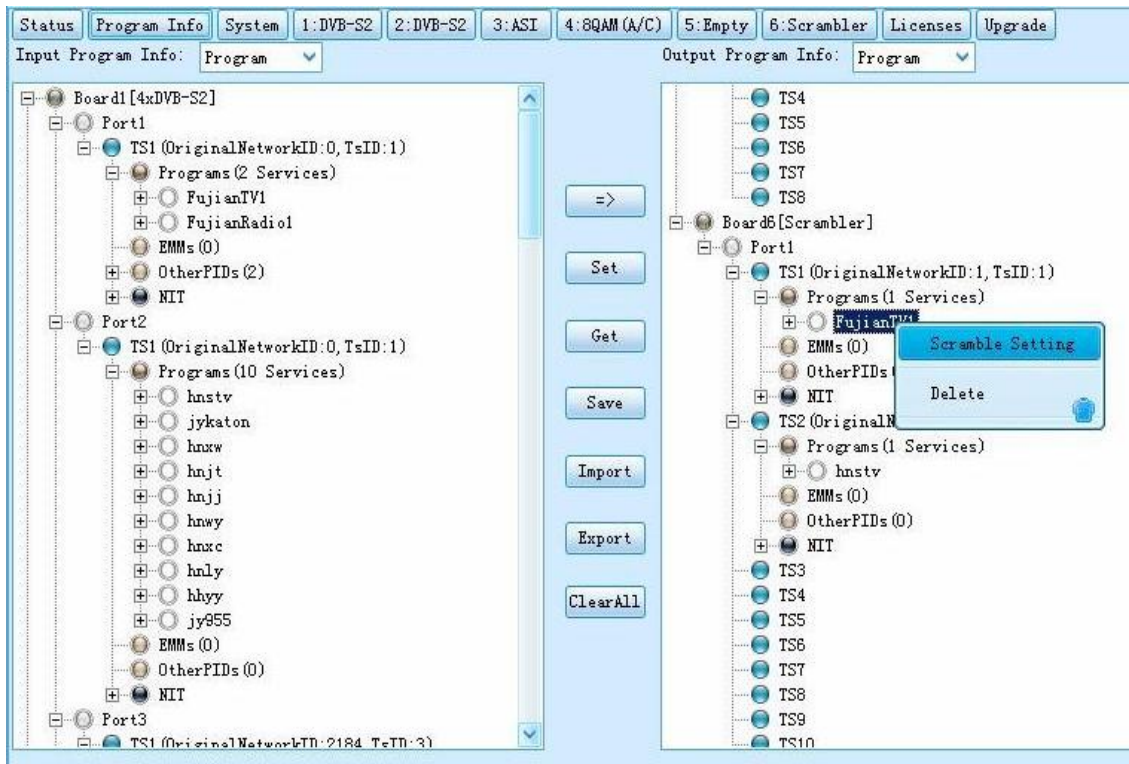 Status Program Info System 1:DVB-S2 2:DVB-S2 3:ASI 4:8QAM(A/C) 5:Empty 6:Scrambler Licenses Upgrade
Input Program Info: Program
Output Program Info: Program
Board1[4xDVB-S2]
Port1
TS1(OriginalNetworkID:0,TsID:1)
Programs(2 Services)
FujianTV1
FujianRadio1
EMMs(0)
OtherPIDs(2)
NIT
Port2
TS1(OriginalNetworkID:0,TsID:1)
Programs(10 Services)
hnstv
jykaton
hnxw
hnjt
hnjj
hnwy
hnxc
hnly
hhyy
jy955
EMMs(0)
OtherPIDs(0)
NIT
Port3
TS1(OriginalNetworkID:2184,TsID:3)
=>
Set
Get
Save
Import
Export
ClearAll
TS4
TS5
TS6
TS7
TS8
Board6[Scrambler]
Port1
TS1(OriginalNetworkID:1,TsID:1)
Programs(1 Services)
FujianTV1
Scramble Setting
Delete
EMMs(0)
OtherPIDs
NIT
TS2(OriginalN
Programs(1 Services)
hnstv
EMMs(0)
OtherPIDs(0)
NIT
TS3
TS4
TS5
TS6
TS7
TS8
TS9
TS10